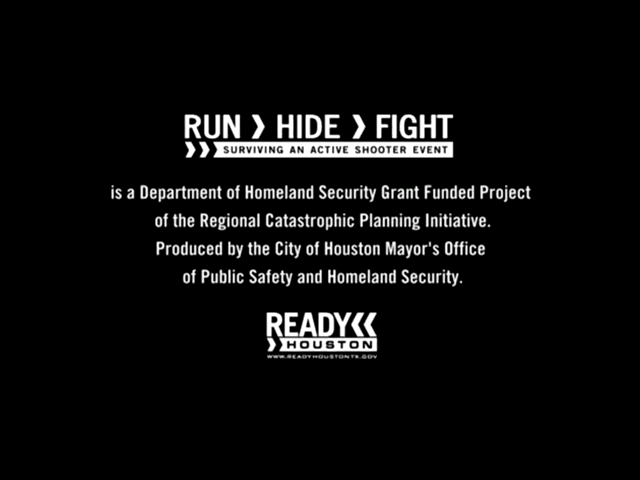 RUN > HIDE > FIGHT
SURVIVING AN ACTIVE SHOOTER EVENT
is a Department of Homeland Security Grant Funded Project
of the Regional Catastrophic Planning Initiative.
Produced by the City of Houston Mayor's Office
of Public Safety and Homeland Security.
READY
HOUSTON
WWW.READYHOUSTONTX.GOV